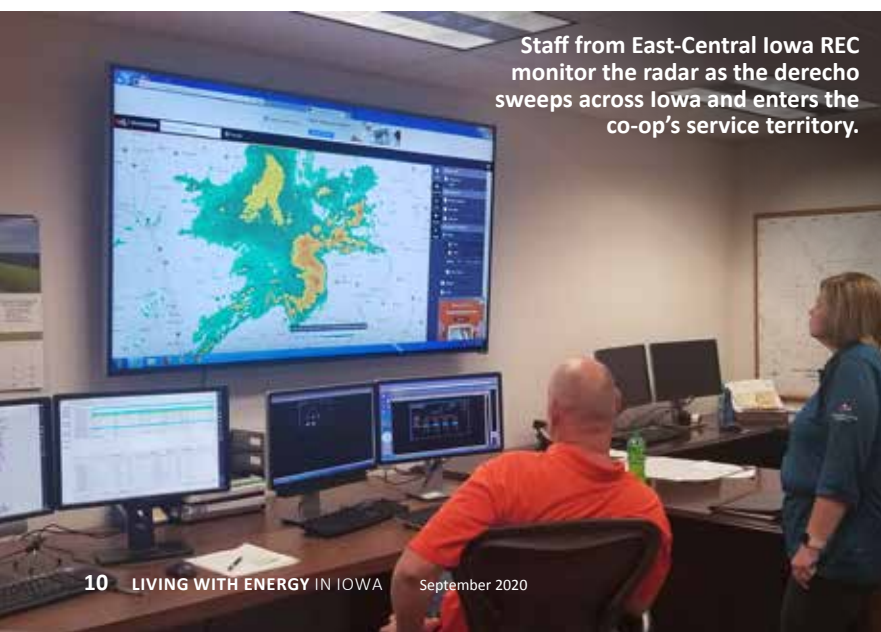 Staff from East-Central Iowa REC
monitor the radar as the derecho
sweeps across Iowa and enters the
co-op's service territory.
10 LIVING WITH ENERGY IN IOWA September 2020